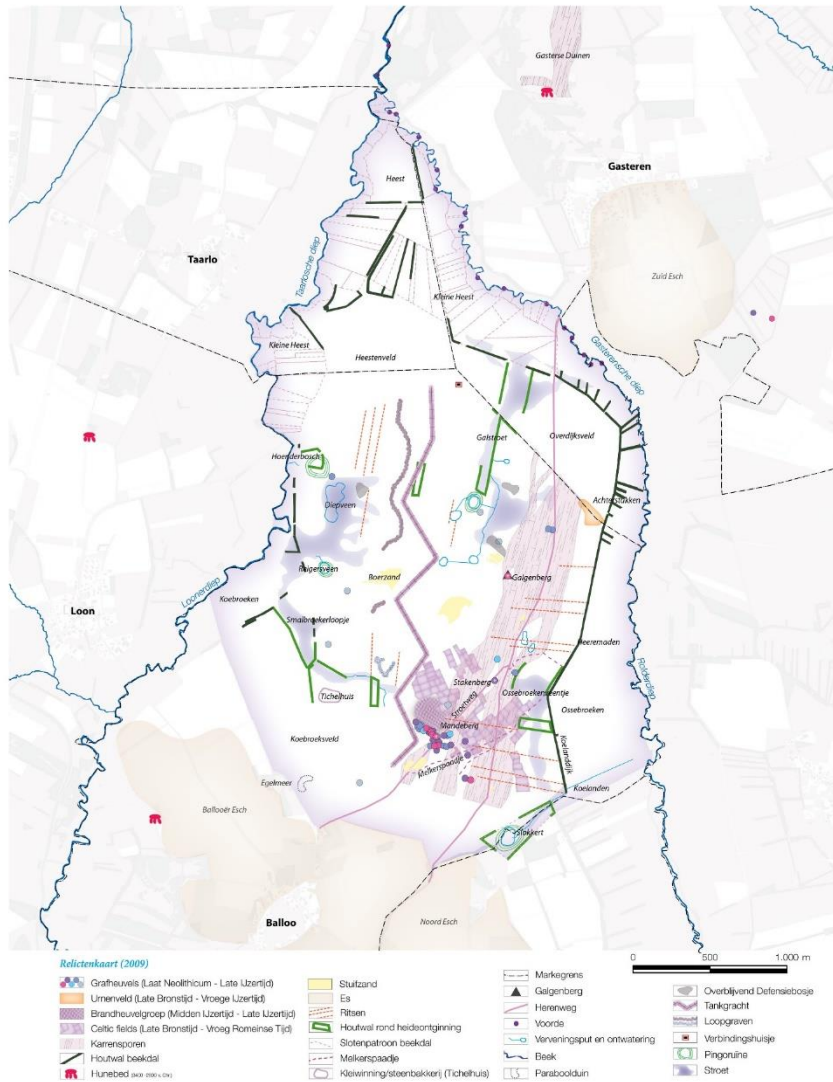 Gasterse Duinen
Gasteren
Heest
Taarlo
Taarlosche diep
Zuid Esch
Kleine Heest
Kleine Heest
Heestenveld
Gasterensche diep
Galstroet
Overdijksveld
Hoenderbosch
Diepveen
Achterstakken
Reigersveen
Boerzand
Galgenberg
Loon
Loonerdiep
Koebroeken
Smalbroekerloopje
Heeremaden
Rolderdiep
Stakenberg
Ossebroekenseentje
Tichelhuis
Stroetweg
Ossebroeken
Mandeberg
Koebroeksveld
Koelanddijk
Melkerspaadje
Egelmeer
Koelanden
Ballooër Esch
Slokkert
Balloo
Noord Esch
Relictenkaart (2009)
0 500 1.000 m
Grafheuvels (Laat Neolithicum - Late IJzertijd)
Urnenveld (Late Bronstijd - Vroege IJzertijd)
Brandheuvelgroep (Midden IJzertijd - Late IJzertijd)
Celtic fields (Late Bronstijd - Vroeg Romeinse Tijd)
Karrensporen
Houtwal beekdal
Hunebed
Stuifzand
Es
Ritsen
Houtwal rond heideontginning
Slotenpatroon beekdal
Melkerspaadje
Kleiwinning/steenbakkerij (Tichelhuis)
Markegrens
Galgenberg
Herenweg
Voorde
Verveningsput en ontwatering
Beek
Paraboolduin
Overblijvend Defensiebosje
Tankgracht
Loopgraven
Verbindingshuisje
Pingoruïne
Stroet